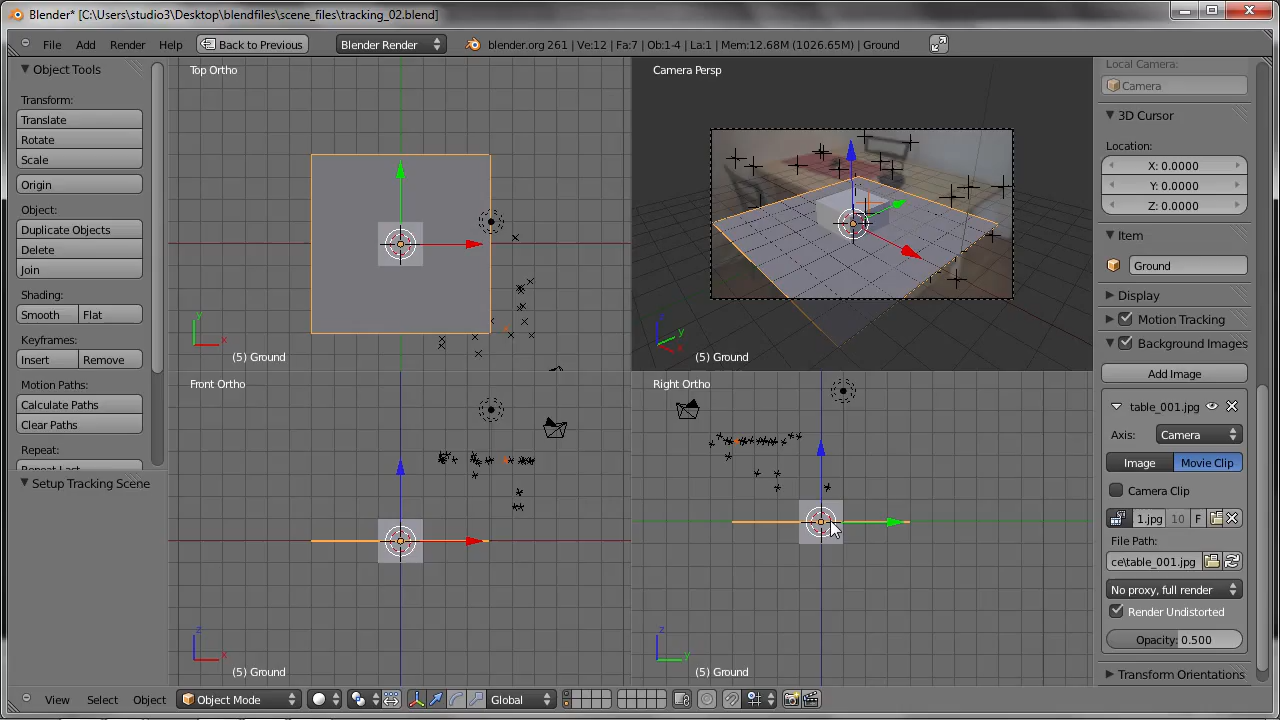 Blender* [C:\Users\studio3\Desktop\blendfiles\scene_files\tracking_02.blend]
File Add Render Help Back to Previous Blender Render blender.org 261 | Ve:12 | Fa:7 | Ob:1-4 | La:1 | Mem:12.68M (1026.65M) | Ground
Object Tools
Transform:
Translate
Rotate
Scale
Origin
Object:
Duplicate Objects
Delete
Join
Shading:
Smooth Flat
Keyframes:
Insert Remove
Motion Paths:
Calculate Paths
Clear Paths
Repeat:
Repeat Last
Setup Tracking Scene
Top Ortho
y
x
(5) Ground
Camera Persp
z
y
x
(5) Ground
Front Ortho
z
x
(5) Ground
Right Ortho
z
y
(5) Ground
Local Camera:
Camera
3D Cursor
Location:
X: 0.0000
Y: 0.0000
Z: 0.0000
Item
Ground
Display
Motion Tracking
Background Images
Add Image
table_001.jpg
Axis: Camera
Image Movie Clip
Camera Clip
1.jpg 10 F
File Path:
ce\table_001.jpg
No proxy, full render
Render Undistorted
Opacity: 0.500
Transform Orientations
View Select Object Object Mode Global